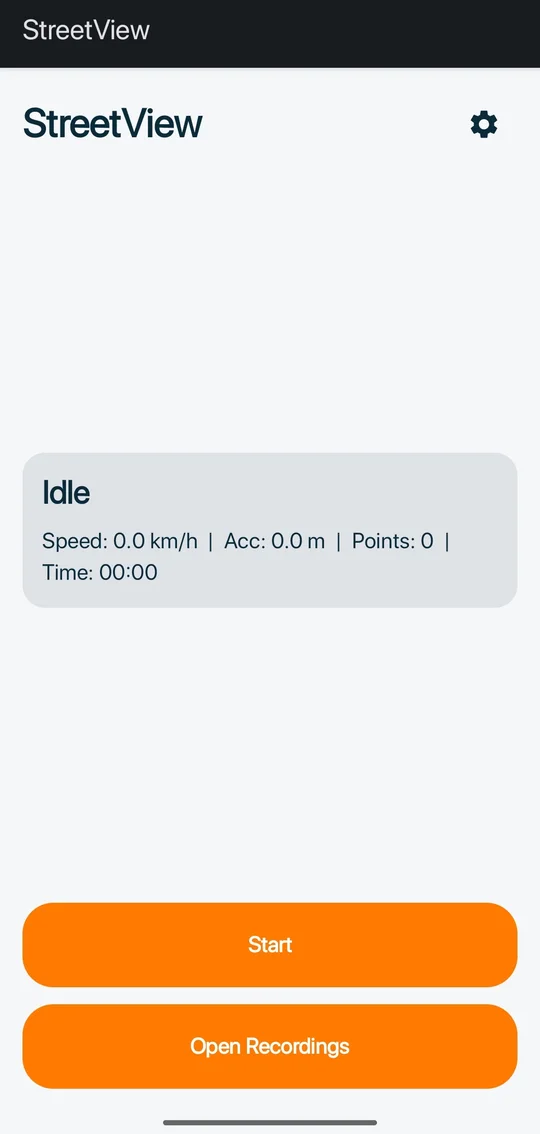 StreetView
StreetView
Idle
Speed: 0.0 km/h | Acc: 0.0 m | Points: 0 |
Time: 00:00
Start
Open Recordings